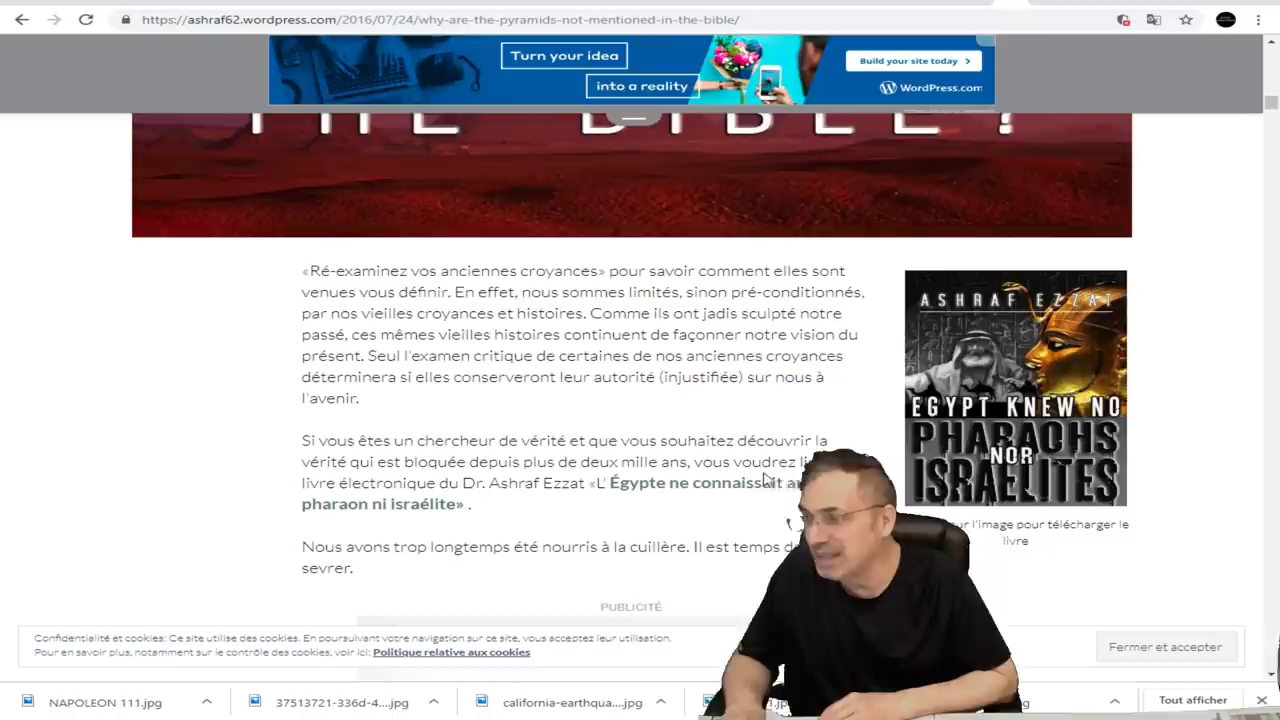 https://ashraf62.wordpress.com/2016/07/24/why-are-the-pyramids-not-mentioned-in-the-bible/
Turn your idea
into a reality
Build your site today >
WordPress.com
THE BIBLE?
«Ré-examinez vos anciennes croyances» pour savoir comment elles sont
venues vous définir. En effet, nous sommes limités, sinon pré-conditionnés,
par nos vieilles croyances et histoires. Comme ils ont jadis sculpté notre
passé, ces mêmes vieilles histoires continuent de façonner notre vision du
présent. Seul l'examen critique de certaines de nos anciennes croyances
déterminera si elles conserveront leur autorité (injustifiée) sur nous à
l'avenir.
Si vous êtes un chercheur de vérité et que vous souhaitez découvrir la
vérité qui est bloquée depuis plus de deux mille ans, vous voudrez
livre électronique du Dr. Ashraf Ezzat «L' Égypte ne connaissait
pharaon ni israélite» .
Nous avons trop longtemps été nourris à la cuillère. Il est temps
sevrer.
PUBLICITÉ
ASHRAF EZZAT
EGYPT KNEW NO
PHARAOHS
NOR
ISRAELITES
sur l'image pour télécharger le
livre
Confidentialité et cookies: Ce site utilise des cookies. En poursuivant votre navigation sur ce site, vous acceptez leur utilisation.
Pour en savoir plus, notamment sur le contrôle des cookies, voir ici: Politique relative aux cookies
Fermer et accepter
NAPOLEON 111.jpg
37513721-336d-4....jpg
california-earthqua....jpg
Tout afficher